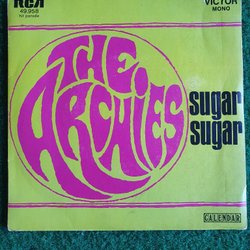 RCA
VICTOR
49.958
MONO
hit parade
THE
ARCHIES
sugar
sugar
CALENDAR